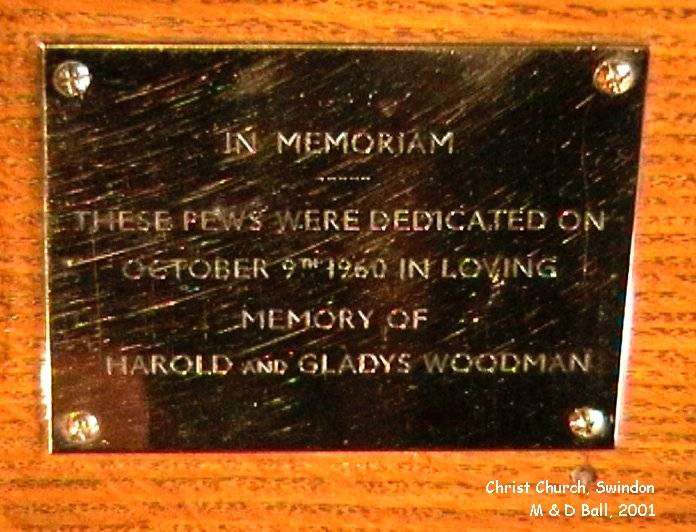 IN MEMORIAM
-----
THESE PEWS WERE DEDICATED ON
OCTOBER 9TH 1960 IN LOVING
MEMORY OF
HAROLD AND GLADYS WOODMAN
Christ Church, Swindon
M & D Ball, 2001